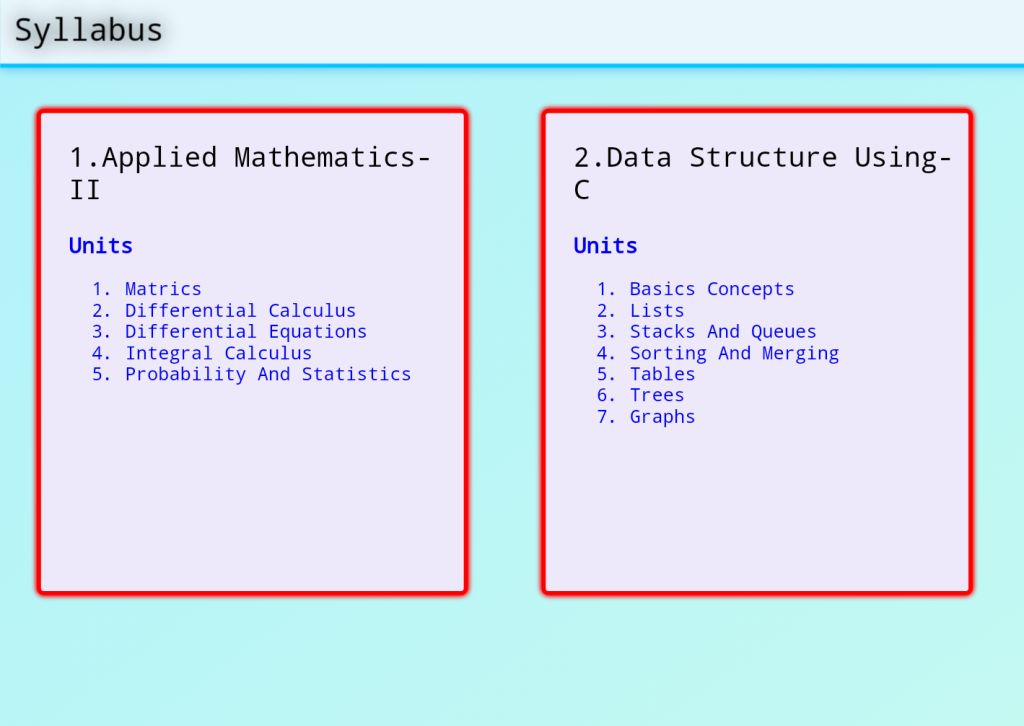 Syllabus
1.Applied Mathematics-
II
Units
1. Matrics
2. Differential Calculus
3. Differential Equations
4. Integral Calculus
5. Probability And Statistics
2.Data Structure Using-
C
Units
1. Basics Concepts
2. Lists
3. Stacks And Queues
4. Sorting And Merging
5. Tables
6. Trees
7. Graphs